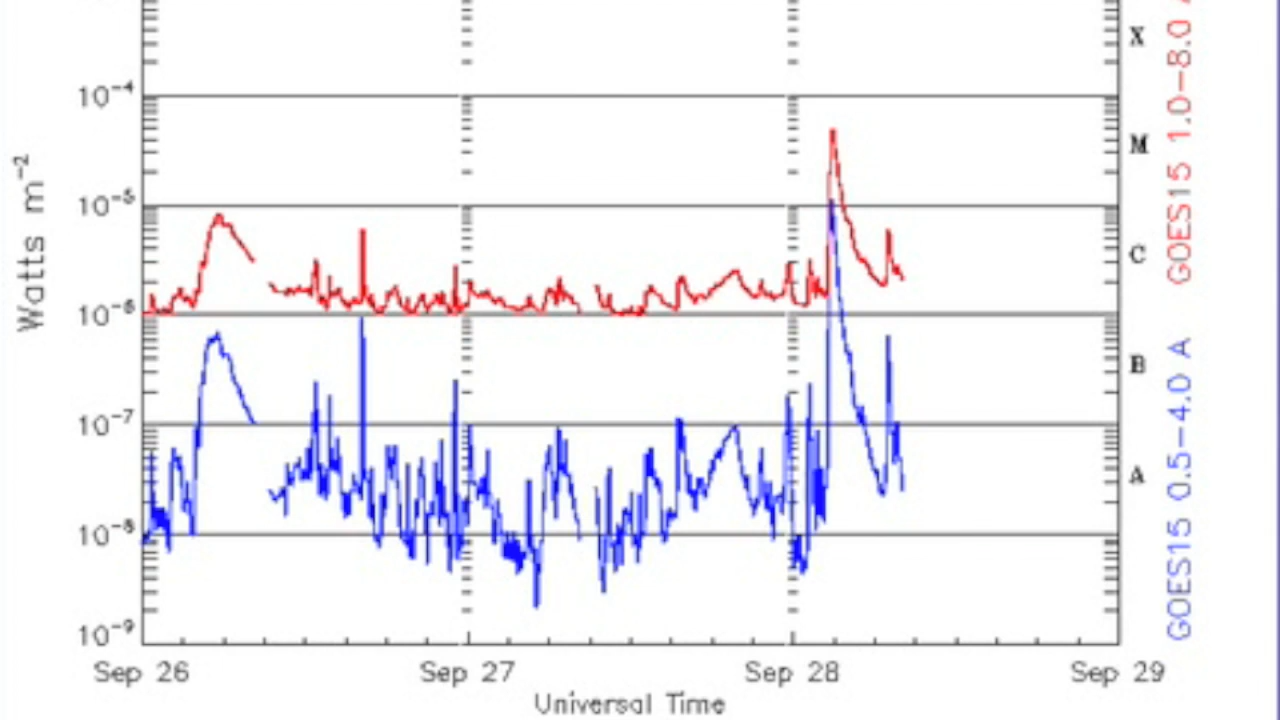 X
10⁻⁴
M
10⁻⁵
C
10⁻⁶
B
10⁻⁷
A
10⁻⁸
10⁻⁹
Sep 26 Sep 27 Sep 28 Sep 29
Universal Time
Watts m⁻²
GOES15 1.0-8.0
GOES15 0.5-4.0 A